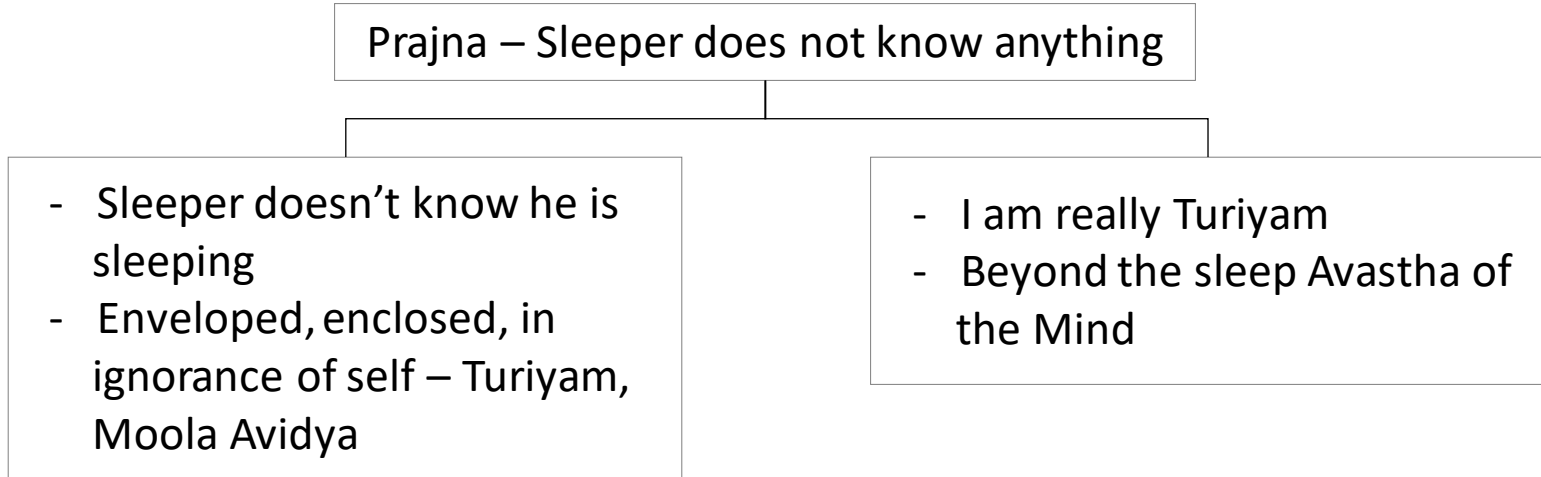 Prajna – Sleeper does not know anything
- Sleeper doesn’t know he is
sleeping
- Enveloped, enclosed, in
ignorance of self – Turiyam,
Moola Avidya
- I am really Turiyam
- Beyond the sleep Avastha of
the Mind